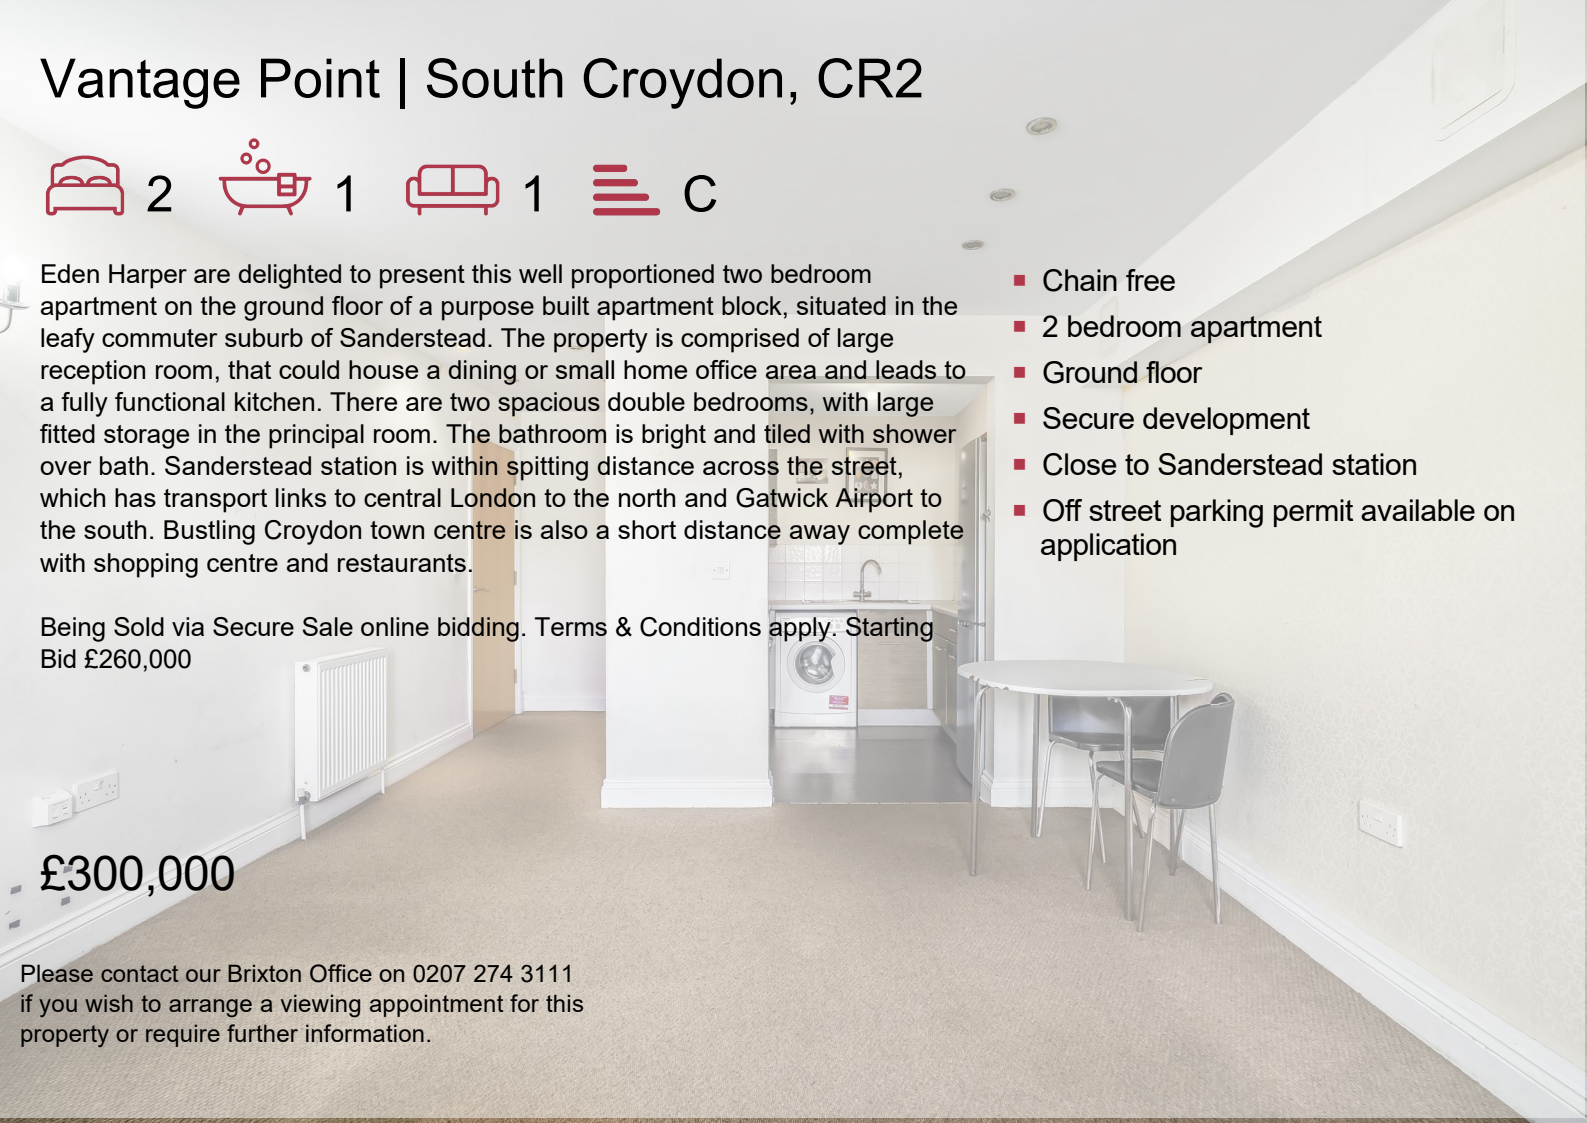 Vantage Point | South Croydon, CR2
2 1 1 C
Eden Harper are delighted to present this well proportioned two bedroom
apartment on the ground floor of a purpose built apartment block, situated in the
leafy commuter suburb of Sanderstead. The property is comprised of large
reception room, that could house a dining or small home office area and leads to
a fully functional kitchen. There are two spacious double bedrooms, with large
fitted storage in the principal room. The bathroom is bright and tiled with shower
over bath. Sanderstead station is within spitting distance across the street,
which has transport links to central London to the north and Gatwick Airport to
the south. Bustling Croydon town centre is also a short distance away complete
with shopping centre and restaurants.
Being Sold via Secure Sale online bidding. Terms & Conditions apply. Starting
Bid £260,000
Chain free
2 bedroom apartment
Ground floor
Secure development
Close to Sanderstead station
Off street parking permit available on
application
£300,000
Please contact our Brixton Office on 0207 274 3111
if you wish to arrange a viewing appointment for this
property or require further information.